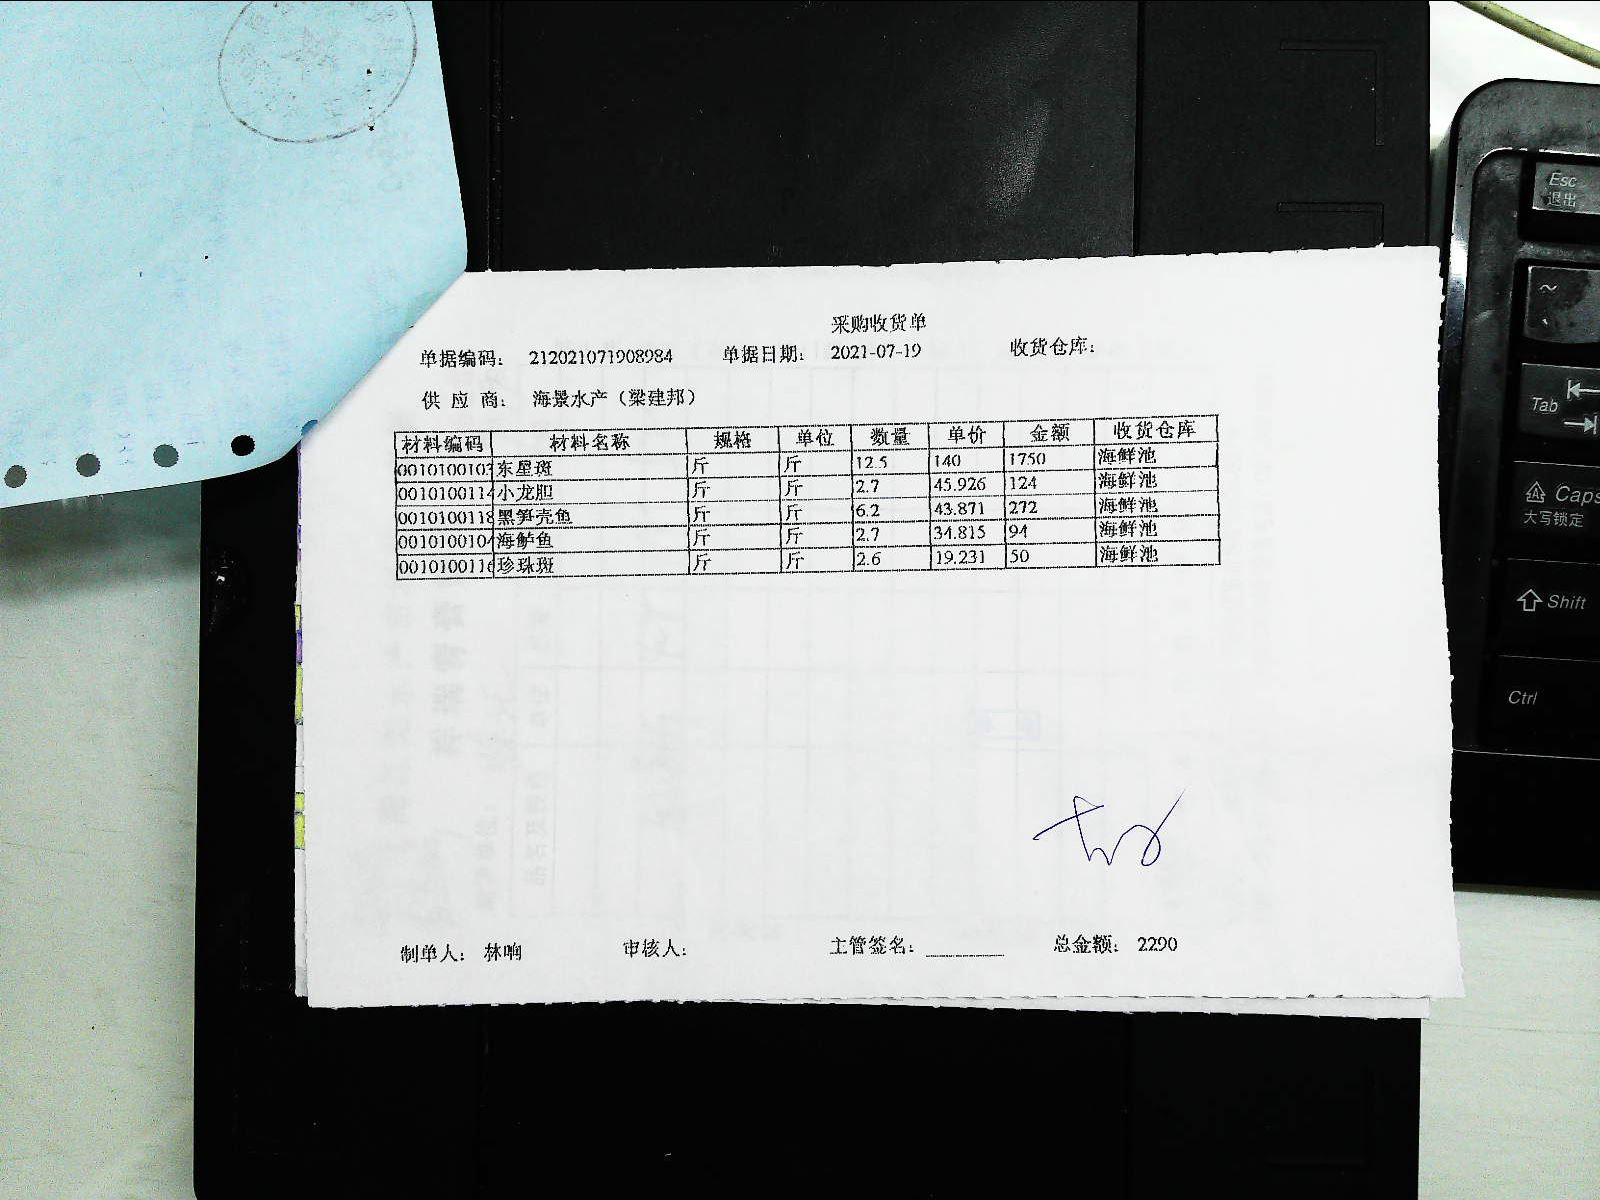 采购收货单
单据编码： 212021071908984 单据日期： 2021-07-19 收货仓库：
供 应 商： 海景水产（梁建邦）
材料编码 材料名称 规格 单位 数量 单价 金额 收货仓库
0010100103 东星斑 斤 斤 12.5 140 1750 海鲜池
0010100114 小龙胆 斤 斤 2.7 45.926 124 海鲜池
0010100118 黑笋壳鱼 斤 斤 6.2 43.871 272 海鲜池
0010100104 海鲈鱼 斤 斤 2.7 34.815 94 海鲜池
0010100116 珍珠斑 斤 斤 2.6 19.231 50 海鲜池
制单人： 林响 审核人： 主管签名： 总金额： 2290
Esc
退出
~
Tab
Caps
大写锁定
Shift
Ctrl